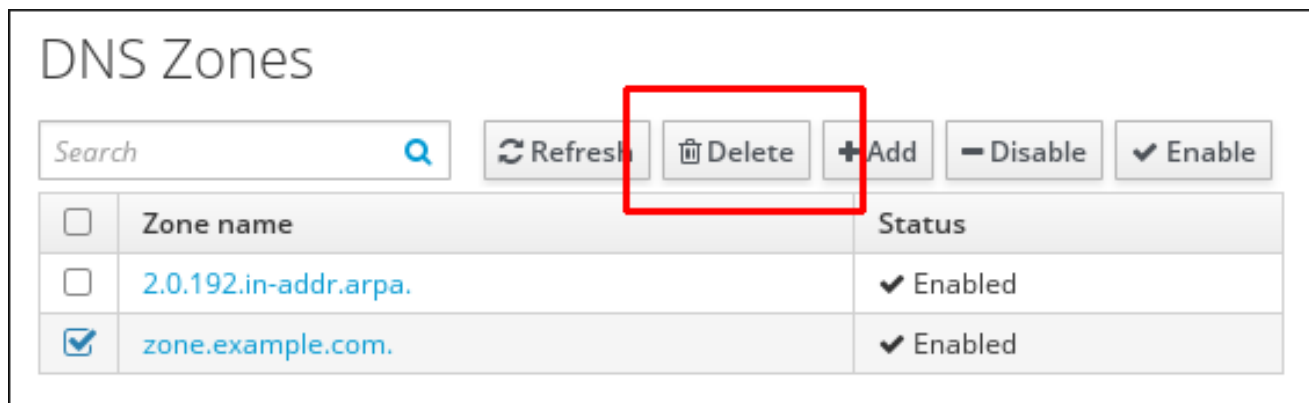 DNS Zones
Search Refresh Delete Add Disable Enable
Zone name Status
2.0.192.in-addr.arpa. Enabled
zone.example.com. Enabled